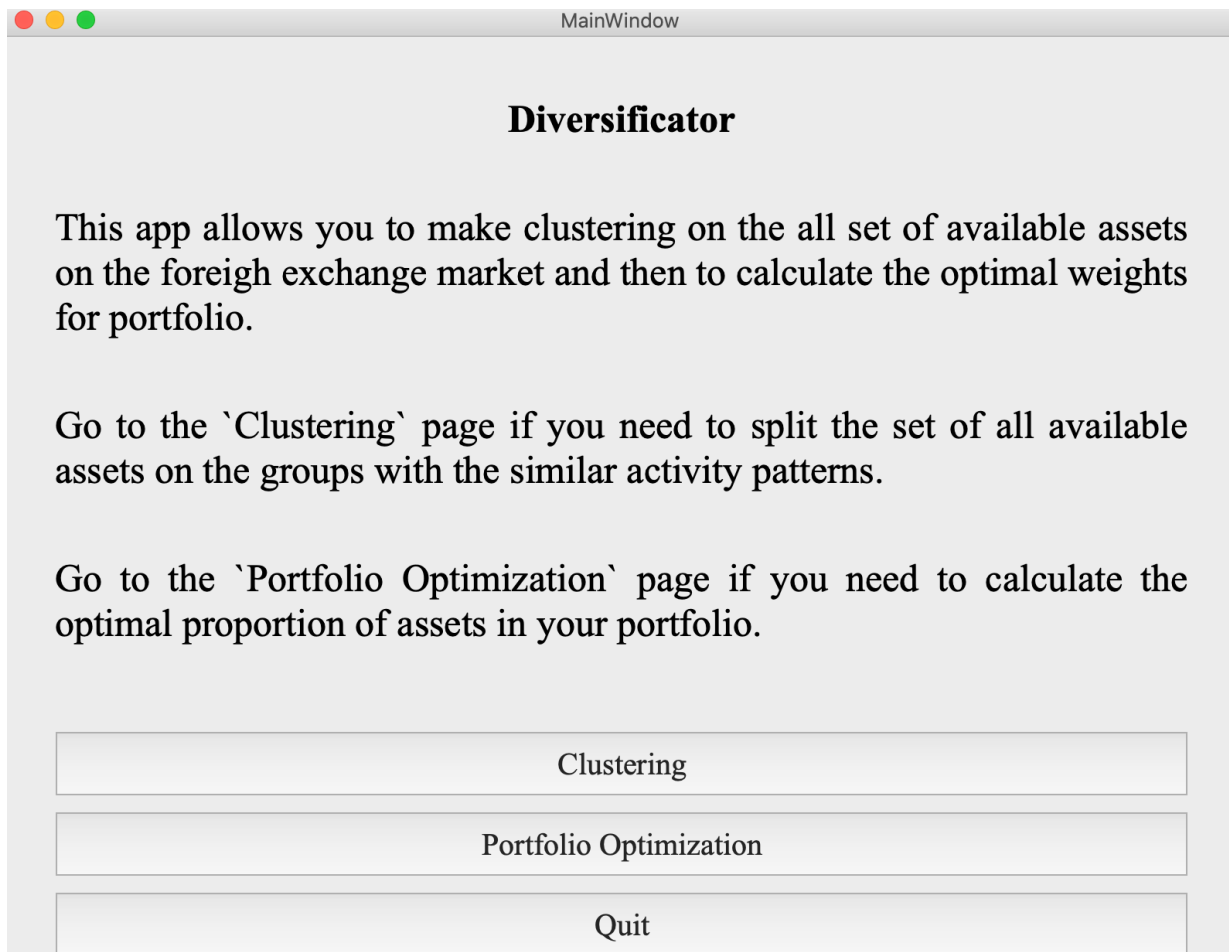 MainWindow
Diversificator
This app allows you to make clustering on the all set of available assets
on the foreigh exchange market and then to calculate the optimal weights
for portfolio.
Go to the `Clustering` page if you need to split the set of all available
assets on the groups with the similar activity patterns.
Go to the `Portfolio Optimization` page if you need to calculate the
optimal proportion of assets in your portfolio.
Clustering
Portfolio Optimization
Quit